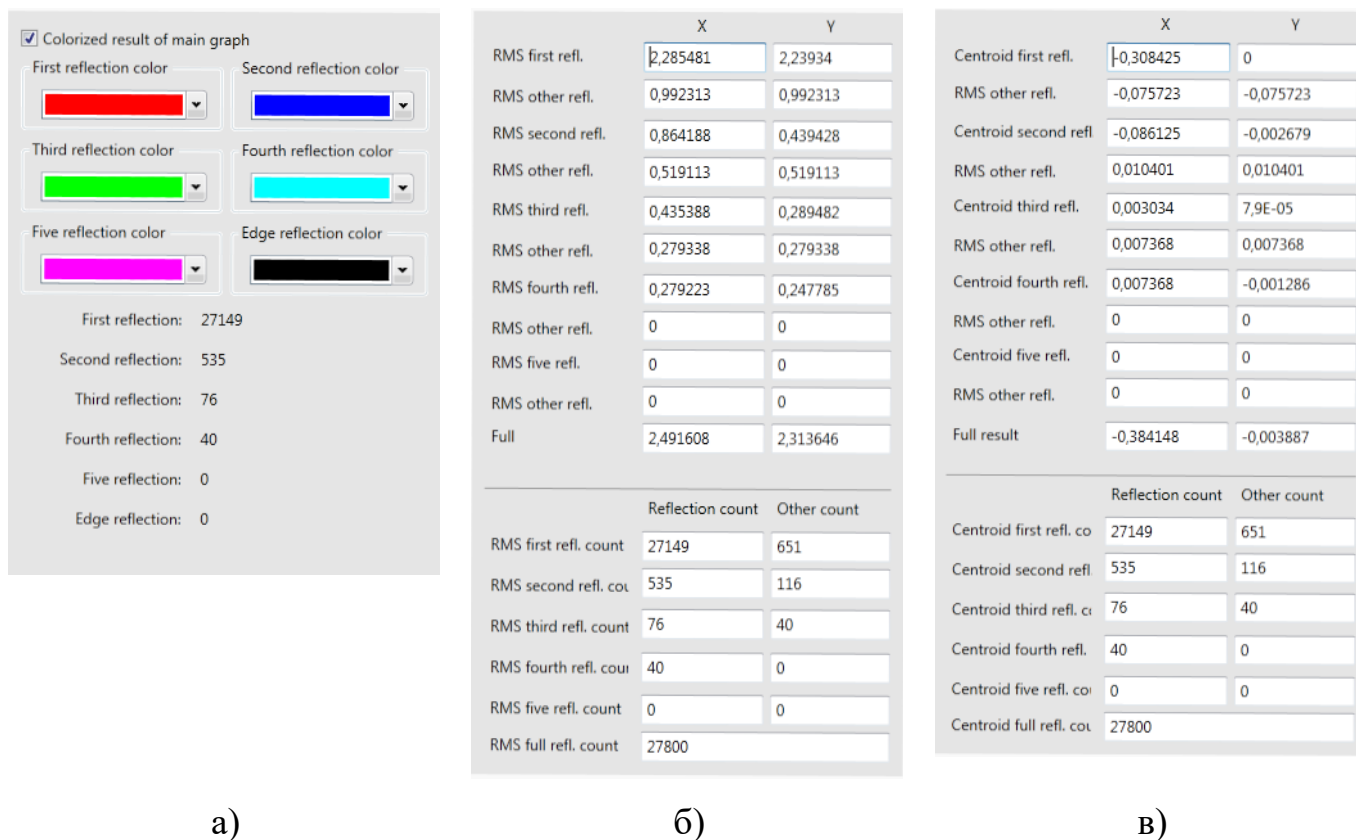 Colorized result of main graph
First reflection color Second reflection color
Third reflection color Fourth reflection color
Five reflection color Edge reflection color
First reflection: 27149
Second reflection: 535
Third reflection: 76
Fourth reflection: 40
Five reflection: 0
Edge reflection: 0
X Y
RMS first refl. 2,285481 2,23934
RMS other refl. 0,992313 0,992313
RMS second refl. 0,864188 0,439428
RMS other refl. 0,519113 0,519113
RMS third refl. 0,435388 0,289482
RMS other refl. 0,279338 0,279338
RMS fourth refl. 0,279223 0,247785
RMS other refl. 0 0
RMS five refl. 0 0
RMS other refl. 0 0
Full 2,491608 2,313646
Reflection count Other count
RMS first refl. count 27149 651
RMS second refl. cou 535 116
RMS third refl. count 76 40
RMS fourth refl. cour 40 0
RMS five refl. count 0 0
RMS full refl. count 27800
X Y
Centroid first refl. -0,308425 0
RMS other refl. -0,075723 -0,075723
Centroid second refl -0,086125 -0,002679
RMS other refl. 0,010401 0,010401
Centroid third refl. 0,003034 7,9E-05
RMS other refl. 0,007368 0,007368
Centroid fourth refl. 0,007368 -0,001286
RMS other refl. 0 0
Centroid five refl. 0 0
RMS other refl. 0 0
Full result -0,384148 -0,003887
Reflection count Other count
Centroid first refl. co 27149 651
Centroid second refl. 535 116
Centroid third refl. co 76 40
Centroid fourth refl. 40 0
Centroid five refl. co 0 0
Centroid full refl. cou 27800
а) б) в)